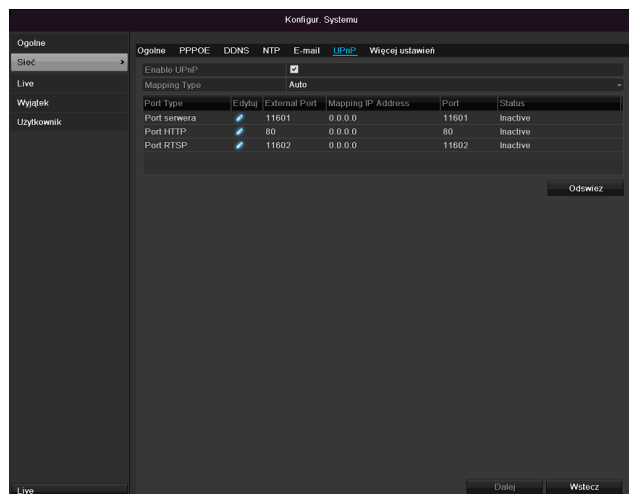 Konfigur. Systemu
Ogolne
Sieć >
Live
Wyjątek
Użytkownik
Ogolne PPPOE DDNS NTP E-mail UPnP Więcej ustawień
Enable UPnP
Mapping Type Auto
Port Type Edytuj External Port Mapping IP Address Port Status
Port serwera 11601 0.0.0.0 11601 Inactive
Port HTTP 80 0.0.0.0 80 Inactive
Port RTSP 11602 0.0.0.0 11602 Inactive
Odswiez
Live
Dalej Wstecz